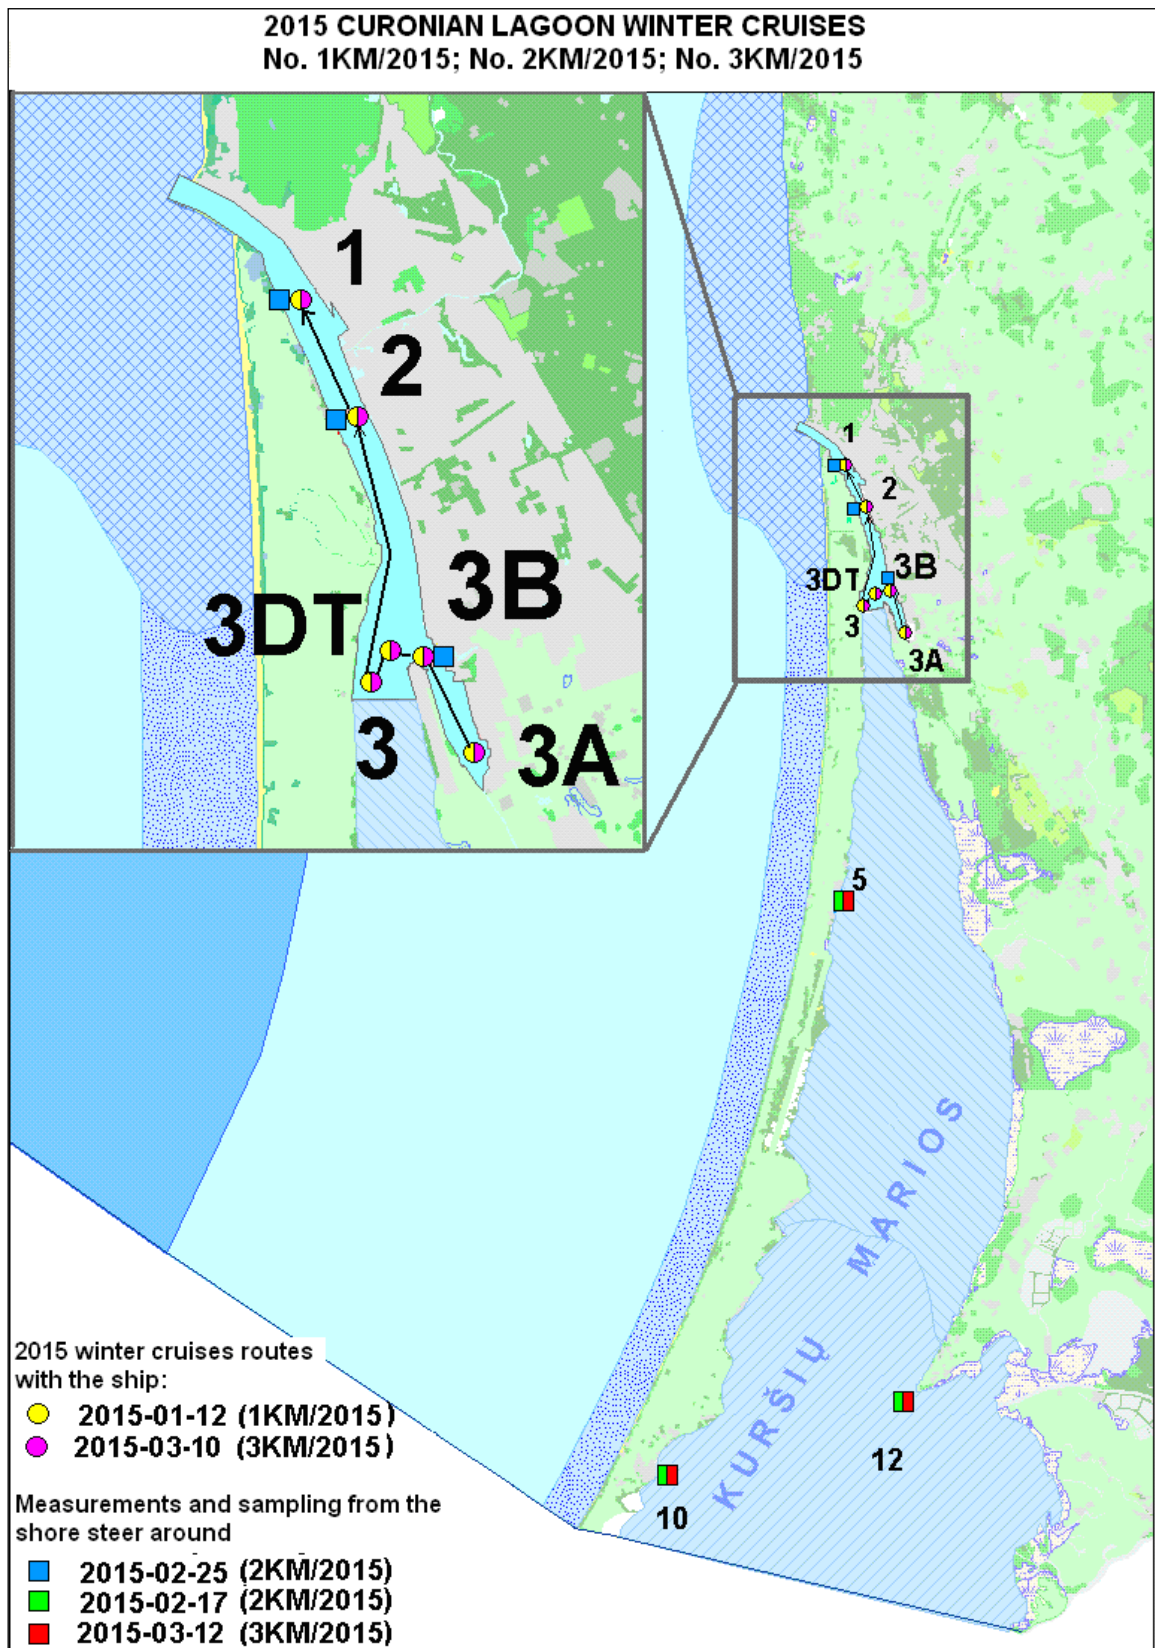 2015 CURONIAN LAGOON WINTER CRUISES
No. 1KM/2015; No. 2KM/2015; No. 3KM/2015
1
2
3B
3DT
3
3A
1
2
3B
3DT
3
3A
5
KURŠIŲ MARIOS
12
10
2015 winter cruises routes
with the ship:
2015-01-12 (1KM/2015)
2015-03-10 (3KM/2015)
Measurements and sampling from the
shore steer around
2015-02-25 (2KM/2015)
2015-02-17 (2KM/2015)
2015-03-12 (3KM/2015)